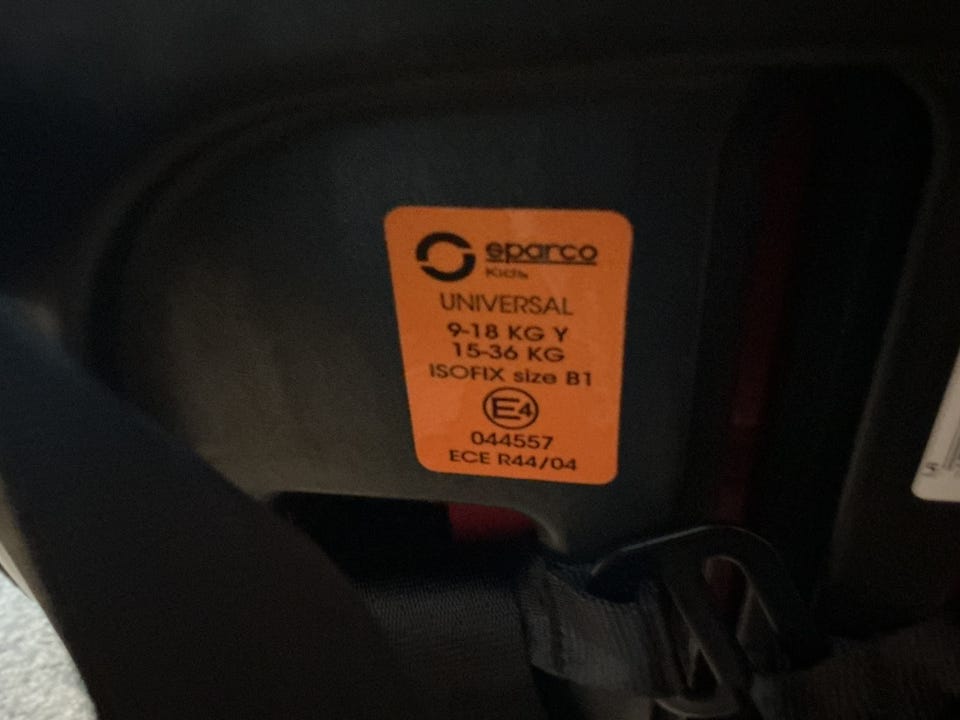 sparco
Kids
UNIVERSAL
9-18 KG Y
15-36 KG
ISOFIX size B1
E4
044557
ECE R44/04